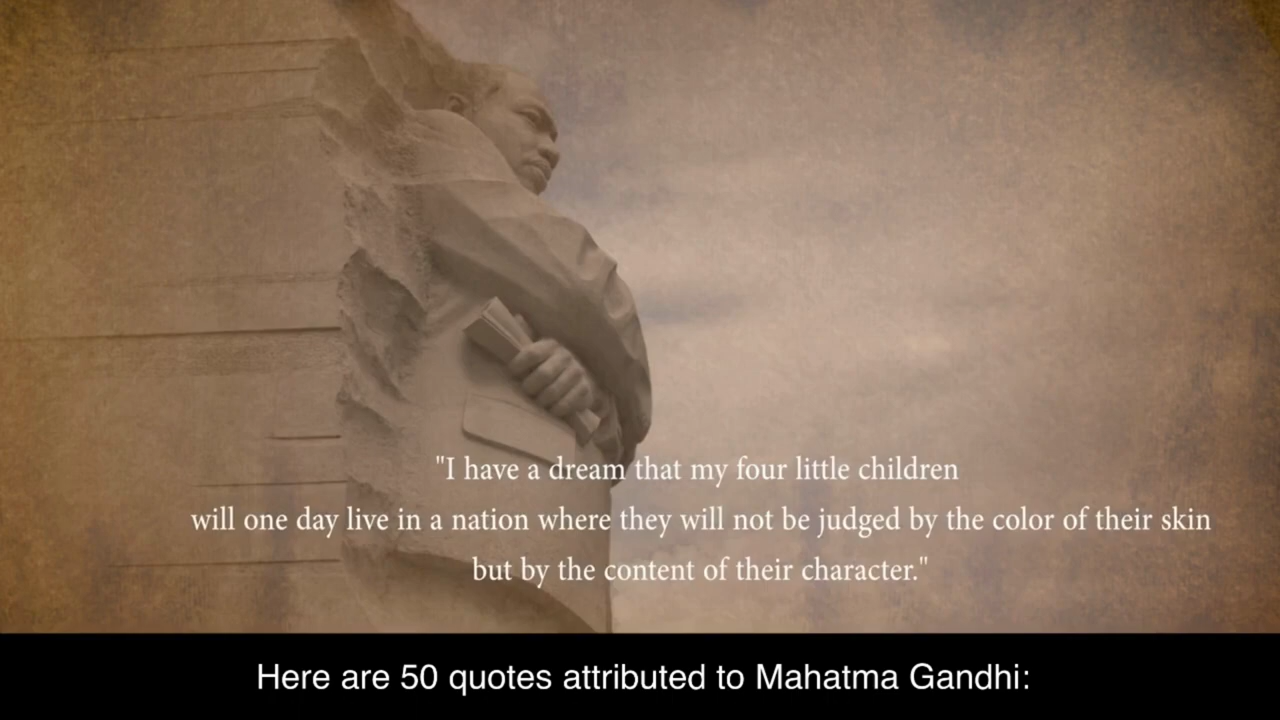 "I have a dream that my four little children
will one day live in a nation where they will not be judged by the color of their skin
but by the content of their character."
Here are 50 quotes attributed to Mahatma Gandhi: